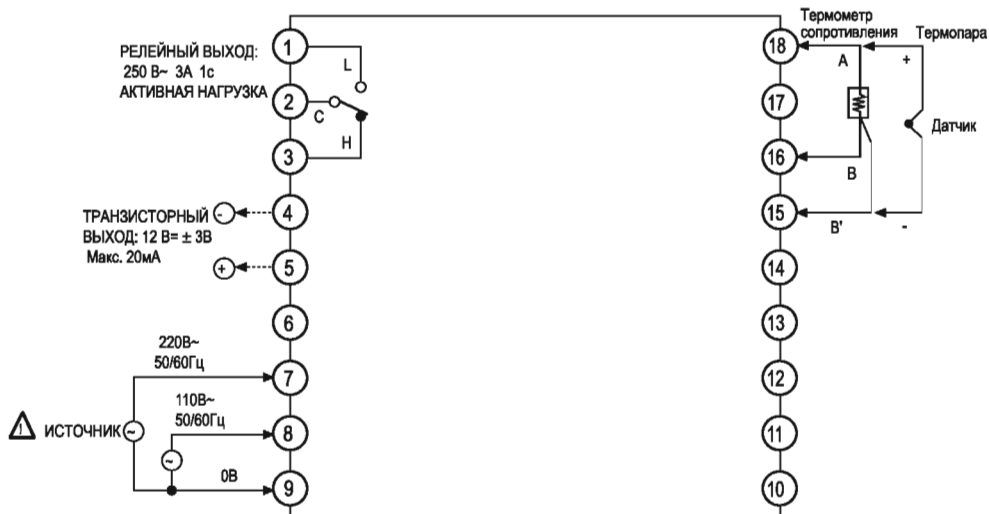 РЕЛЕЙНЫЙ ВЫХОД:
250 В~ 3А 1с
АКТИВНАЯ НАГРУЗКА
1
L
2
C
3
H
ТРАНЗИСТОРНЫЙ
ВЫХОД: 12 В= ± 3В
Макс. 20мА
-
4
+
5
6
220В~
50/60Гц
7
110В~
50/60Гц
8
1
ИСТОЧНИК
~
~
0В
9
Термометр
сопротивления
Термопара
18
A
+
17
Датчик
16
B
15
B'
-
14
13
12
11
10